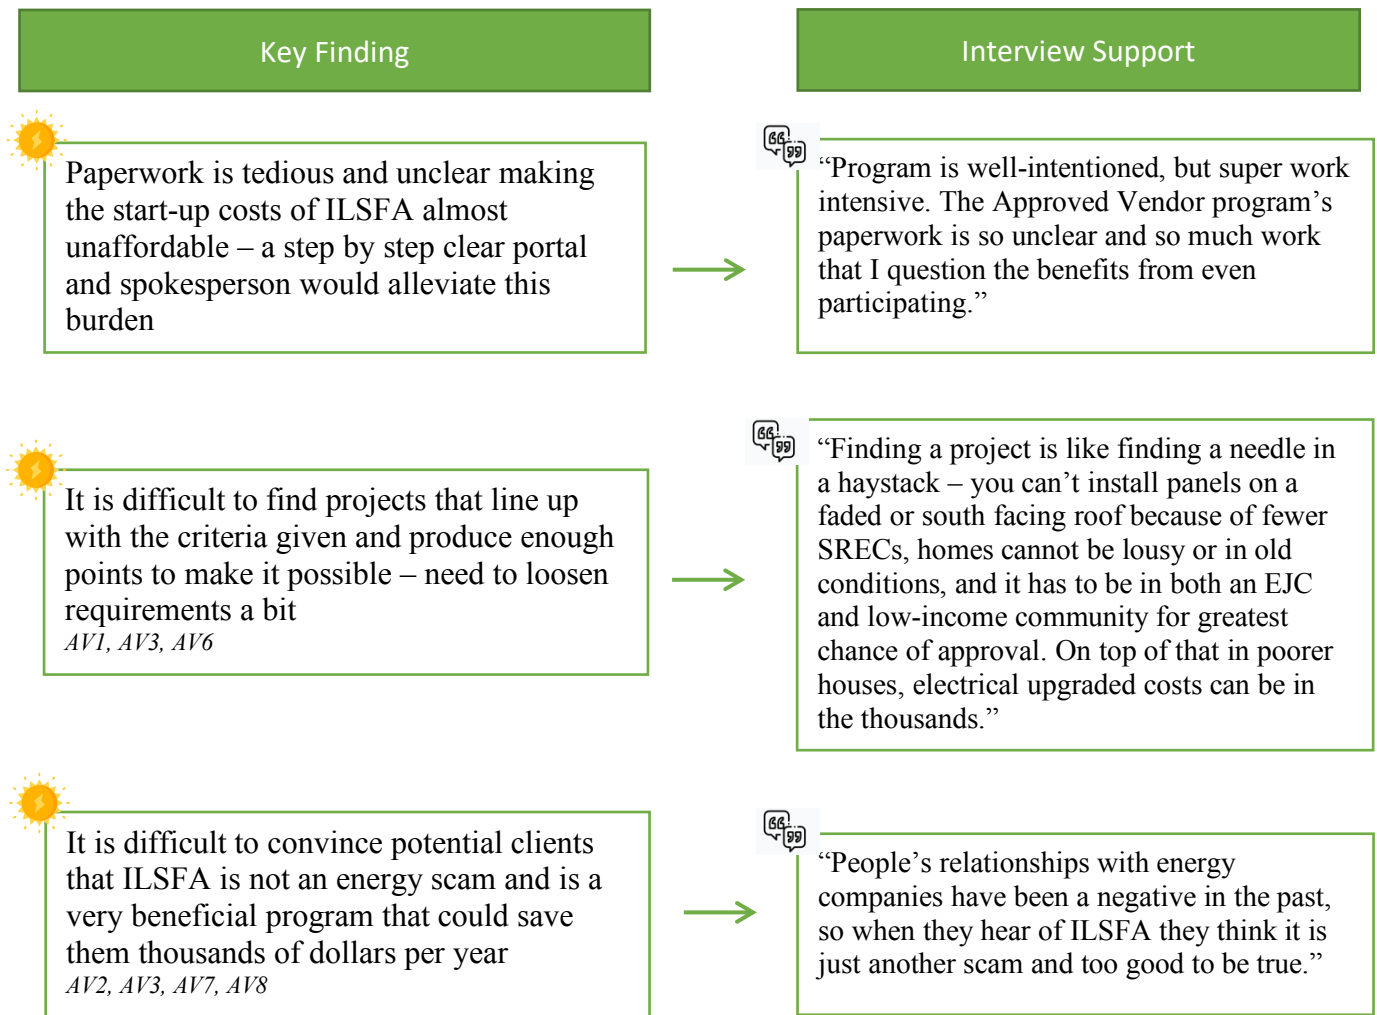 Key Finding
Interview Support
Paperwork is tedious and unclear making
the start-up costs of ILSFA almost
unaffordable – a step by step clear portal
and spokesperson would alleviate this
burden
“Program is well-intentioned, but super work
intensive. The Approved Vendor program’s
paperwork is so unclear and so much work
that I question the benefits from even
participating.”
It is difficult to find projects that line up
with the criteria given and produce enough
points to make it possible – need to loosen
requirements a bit
AV1, AV3, AV6
“Finding a project is like finding a needle in
a haystack – you can’t install panels on a
faded or south facing roof because of fewer
SRECs, homes cannot be lousy or in old
conditions, and it has to be in both an EJC
and low-income community for greatest
chance of approval. On top of that in poorer
houses, electrical upgraded costs can be in
the thousands.”
It is difficult to convince potential clients
that ILSFA is not an energy scam and is a
very beneficial program that could save
them thousands of dollars per year
AV2, AV3, AV7, AV8
“People’s relationships with energy
companies have been a negative in the past,
so when they hear of ILSFA they think it is
just another scam and too good to be true.”